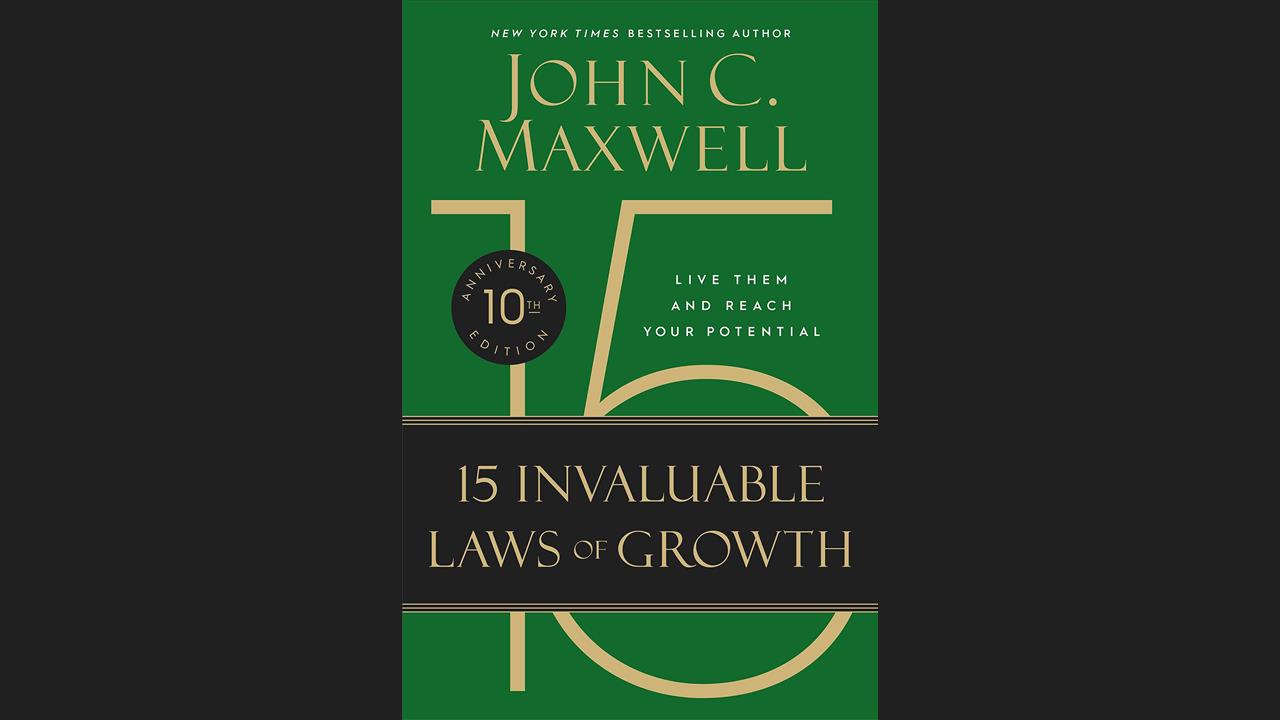 NEW YORK TIMES BESTSELLING AUTHOR
JOHN C.
MAXWELL
15
ANNIVERSARY
10TH
EDITION
LIVE THEM
AND REACH
YOUR POTENTIAL
15 INVALUABLE
LAWS OF GROWTH